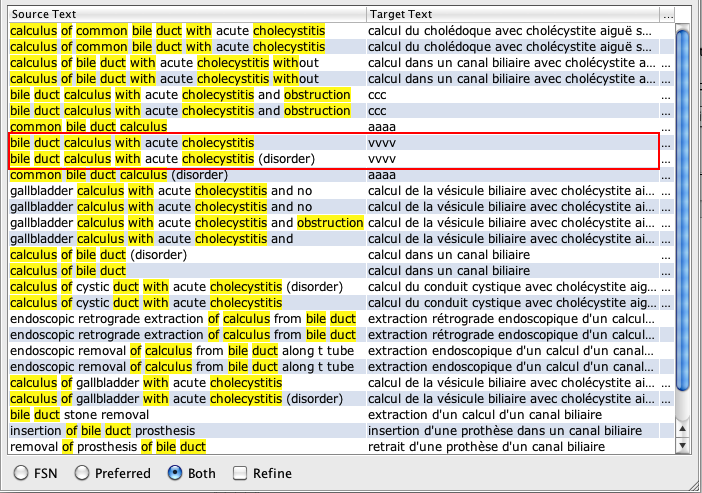 Source Text Target Text ...
calculus of common bile duct with acute cholecystitis calcul du cholédoque avec cholécystite aiguë s... ...
calculus of common bile duct with acute cholecystitis calcul du cholédoque avec cholécystite aiguë s... ...
calculus of bile duct with acute cholecystitis without calcul dans un canal biliaire avec cholécystite a... ...
calculus of bile duct with acute cholecystitis without calcul dans un canal biliaire avec cholécystite a... ...
bile duct calculus with acute cholecystitis and obstruction ccc ...
bile duct calculus with acute cholecystitis and obstruction ccc ...
common bile duct calculus aaaa ...
bile duct calculus with acute cholecystitis vvvv ...
bile duct calculus with acute cholecystitis (disorder) vvvv ...
common bile duct calculus (disorder) aaaa ...
gallbladder calculus with acute cholecystitis and no calcul de la vésicule biliaire avec cholécystite ai... ...
gallbladder calculus with acute cholecystitis and no calcul de la vésicule biliaire avec cholécystite ai... ...
gallbladder calculus with acute cholecystitis and obstruction calcul de la vésicule biliaire avec cholécystite ai... ...
gallbladder calculus with acute cholecystitis and calcul de la vésicule biliaire avec cholécystite ai... ...
calculus of bile duct (disorder) calcul dans un canal biliaire ...
calculus of bile duct calcul dans un canal biliaire ...
calculus of cystic duct with acute cholecystitis (disorder) calcul du conduit cystique avec cholécystite aig... ...
calculus of cystic duct with acute cholecystitis calcul du conduit cystique avec cholécystite aig... ...
endoscopic retrograde extraction of calculus from bile duct extraction rétrograde endoscopique d'un calcul... ...
endoscopic retrograde extraction of calculus from bile duct extraction rétrograde endoscopique d'un calcul... ...
endoscopic removal of calculus from bile duct along t tube extraction endoscopique d'un calcul d'un canal... ...
endoscopic removal of calculus from bile duct along t tube extraction endoscopique d'un calcul d'un canal... ...
calculus of gallbladder with acute cholecystitis calcul de la vésicule biliaire avec cholécystite ai... ...
calculus of gallbladder with acute cholecystitis (disorder) calcul de la vésicule biliaire avec cholécystite ai... ...
bile duct stone removal extraction d'un calcul d'un canal biliaire ...
insertion of bile duct prosthesis insertion d'une prothèse dans un canal biliaire ...
removal of prosthesis of bile duct retrait d'une prothèse d'un canal biliaire ...
FSN Preferred Both Refine